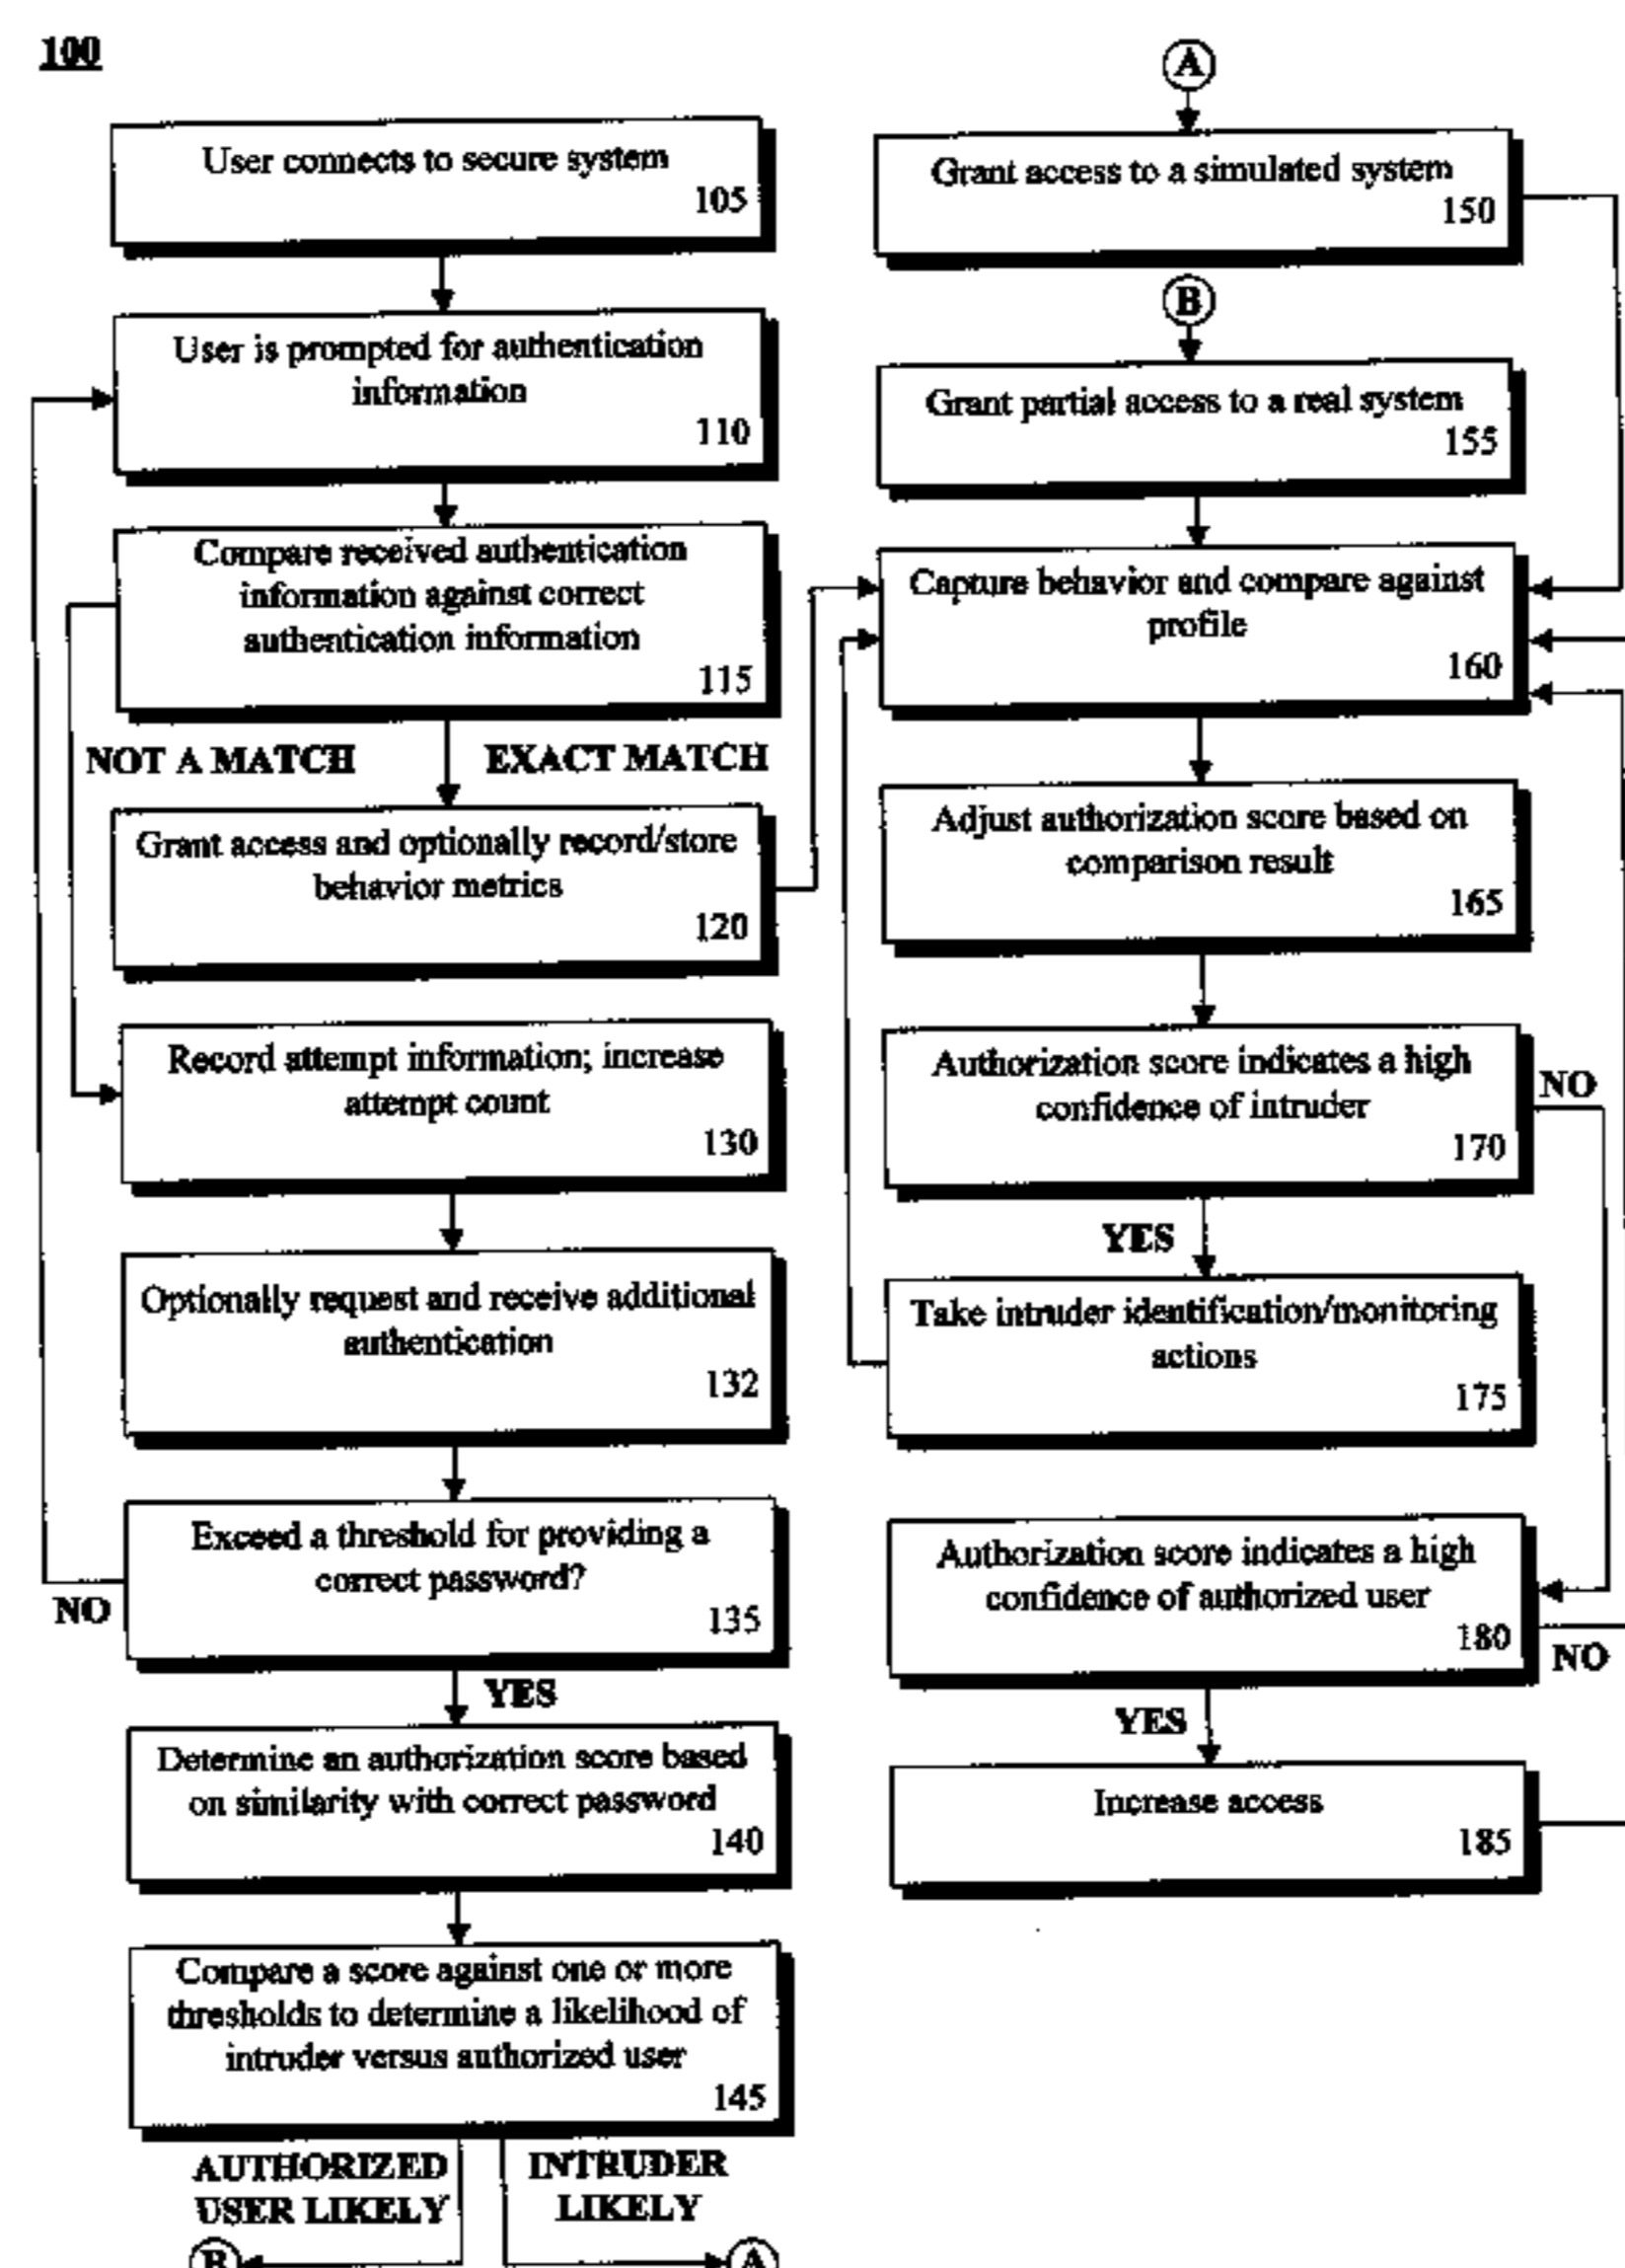 100
User connects to secure system
105
User is prompted for authentication
information
110
Compare received authentication
information against correct
authentication information
115
NOT A MATCH
EXACT MATCH
Grant access and optionally record/store
behavior metrics
120
Record attempt information; increase
attempt count
130
Optionally request and receive additional
authentication
132
Exceed a threshold for providing a
correct password?
135
NO
YES
Determine an authorization score based
on similarity with correct password
140
Compare a score against one or more
thresholds to determine a likelihood of
intruder versus authorized user
145
AUTHORIZED
USER LIKELY
INTRUDER
LIKELY
B
A
A
Grant access to a simulated system
150
B
Grant partial access to a real system
155
Capture behavior and compare against
profile
160
Adjust authorization score based on
comparison result
165
Authorization score indicates a high
confidence of intruder
170
NO
YES
Take intruder identification/monitoring
actions
175
Authorization score indicates a high
confidence of authorized user
180
NO
YES
Increase access
185